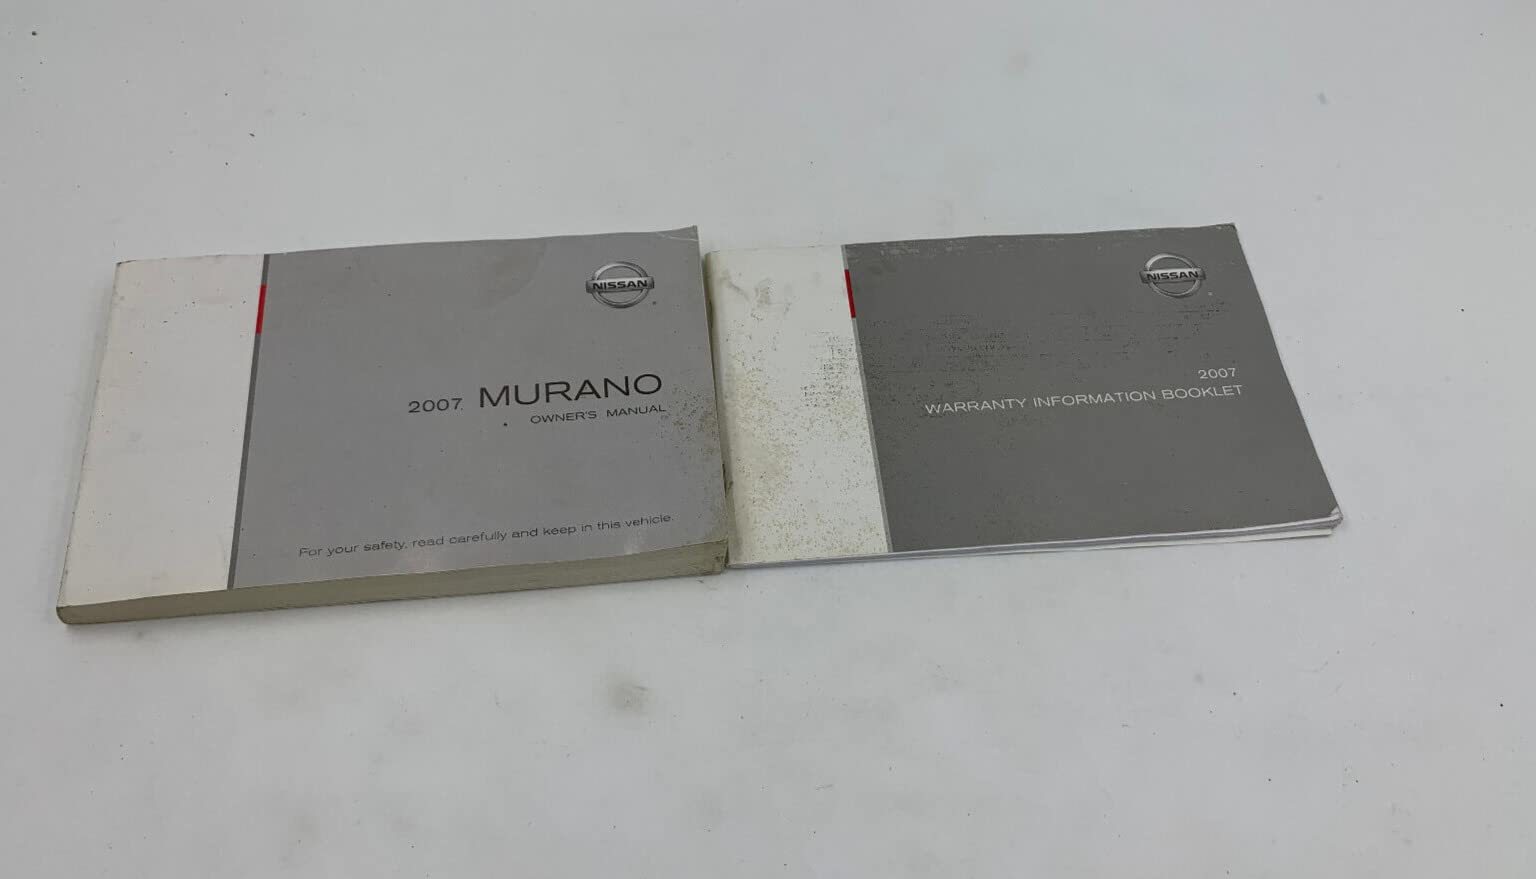 NISSAN
2007 MURANO
OWNER'S MANUAL
For your safety, read carefully and keep in this vehicle.
NISSAN
2007
WARRANTY INFORMATION BOOKLET